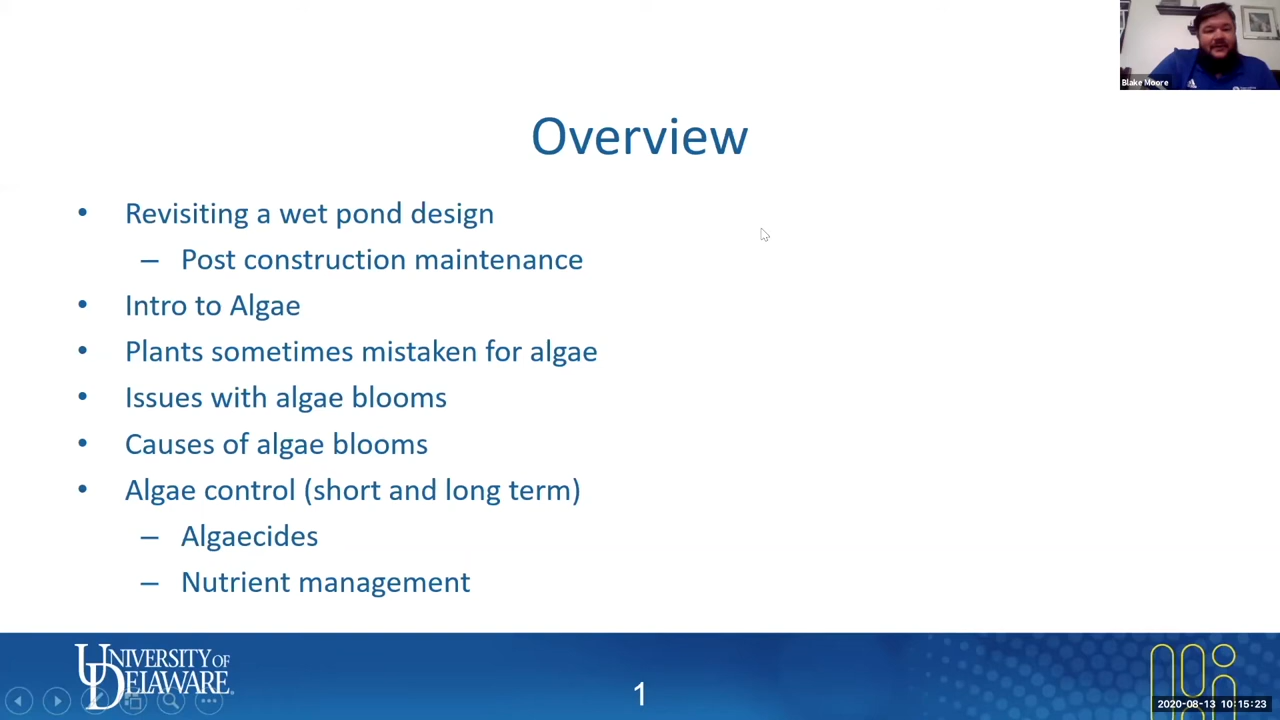 Blake Moore
Overview
• Revisiting a wet pond design
– Post construction maintenance
• Intro to Algae
• Plants sometimes mistaken for algae
• Issues with algae blooms
• Causes of algae blooms
• Algae control (short and long term)
– Algaecides
– Nutrient management
UNIVERSITY OF
DELAWARE
1
2020-08-13 10:15:23